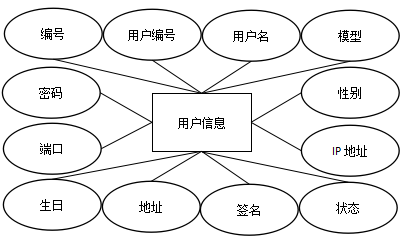 编号
用户编号
用户名
模型
密码
性别
用户信息
端口
IP 地址
生日
地址
签名
状态